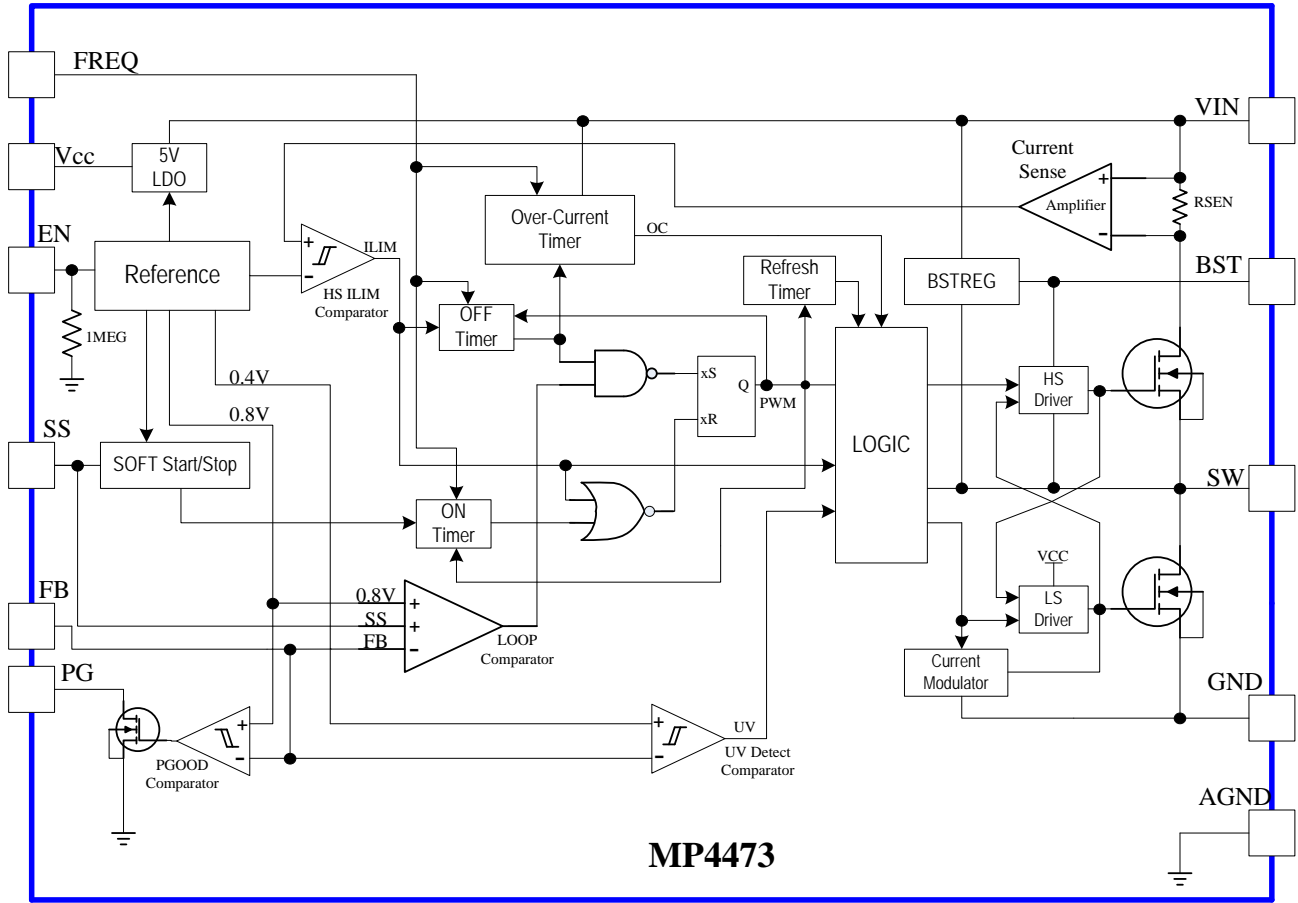 FREQ
VIN
Vcc
5V
LDO
Current
Sense
Amplifier
+
-
RSEN
Over-Current
Timer
OC
EN
Reference
+
-
ILIM
HS ILIM
Comparator
Refresh
Timer
BSTREG
BST
1MEG
OFF
Timer
0.4V
0.8V
xS
Q
xR
PWM
HS
Driver
SS
SOFT Start/Stop
LOGIC
SW
ON
Timer
VCC
LS
Driver
FB
0.8V
SS
FB
+
+
-
LOOP
Comparator
Current
Modulator
PG
GND
+
-
PGOOD
Comparator
+
-
UV
UV Detect
Comparator
AGND
MP4473